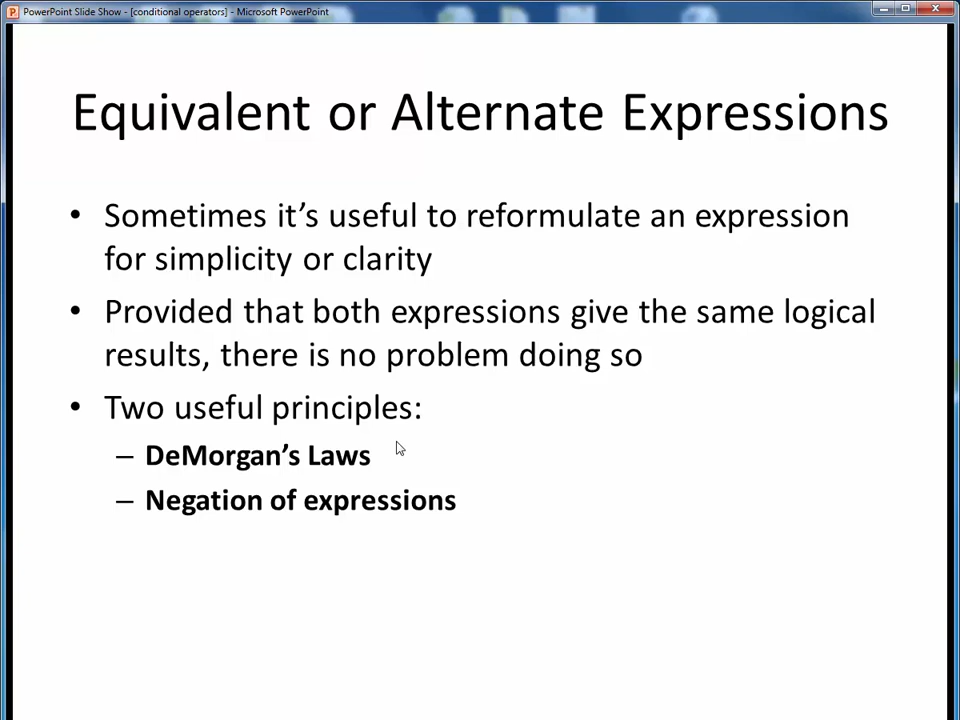 PowerPoint Slide Show - [conditional operators] - Microsoft PowerPoint
Equivalent or Alternate Expressions
• Sometimes it’s useful to reformulate an expression
for simplicity or clarity
• Provided that both expressions give the same logical
results, there is no problem doing so
• Two useful principles:
– DeMorgan’s Laws
– Negation of expressions